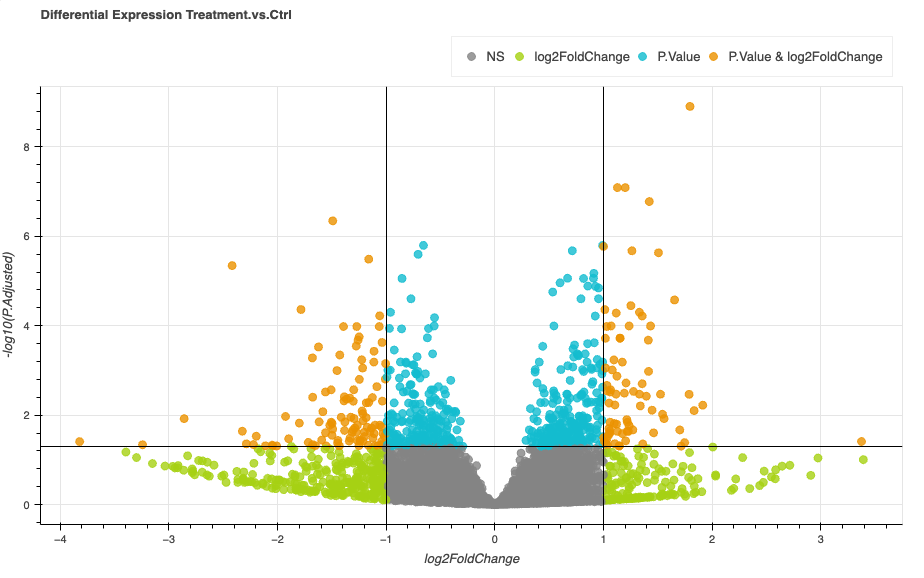 Differential Expression Treatment.vs.Ctrl
NS log2FoldChange P.Value P.Value & log2FoldChange
8
6
4
2
0
-log10(P.Adjusted)
−4 −3 −2 −1 0 1 2 3
log2FoldChange